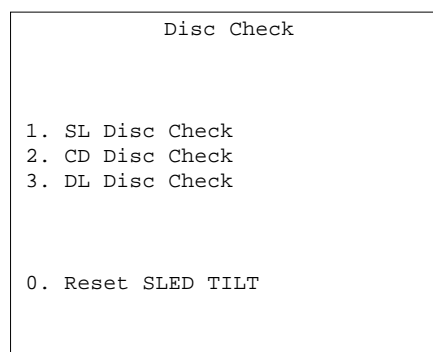 Disc Check
1. SL Disc Check
2. CD Disc Check
3. DL Disc Check
0. Reset SLED TILT